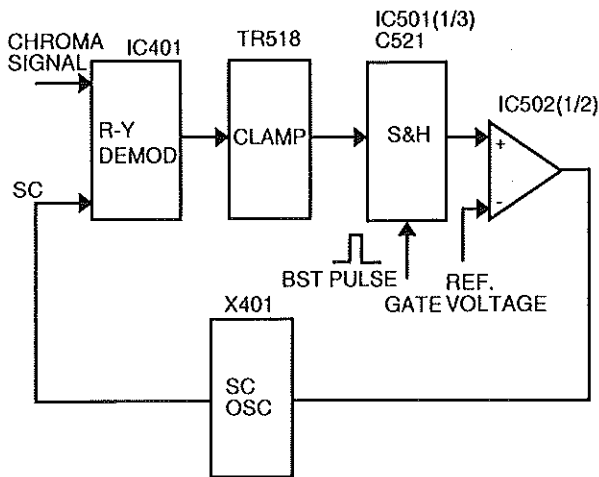 CHROMA
SIGNAL
IC401
R-Y
DEMOD
SC
TR518
CLAMP
IC501(1/3)
C521
S&H
IC502(1/2)
+
-
BST PULSE
GATE
REF.
VOLTAGE
X401
SC
OSC